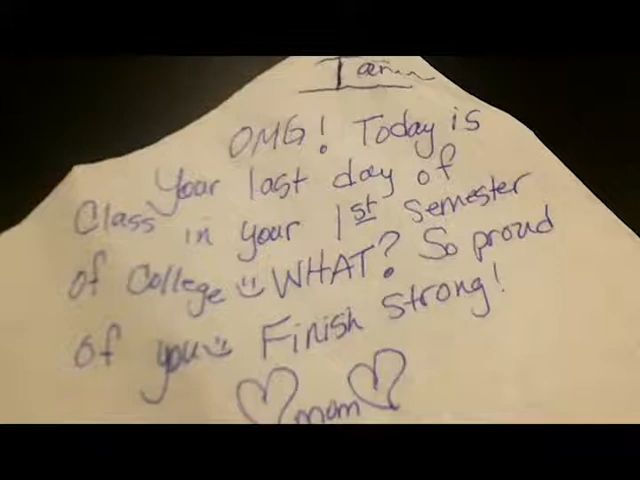 OMG! Today is
Your last day of
Class in your 1st Semester
of College WHAT? So proud
of you Finish Strong!
mom